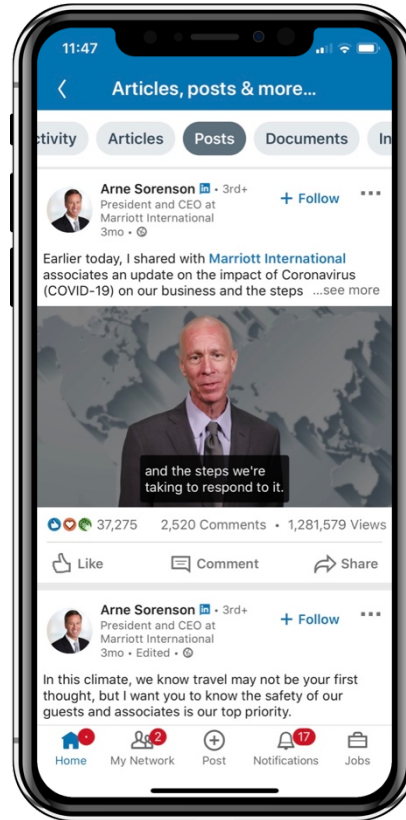 11:47
Articles, posts & more...
ctivity Articles Posts Documents In
Arne Sorenson in • 3rd+
+ Follow
President and CEO at
Marriott International
3mo •
Earlier today, I shared with Marriott International
associates an update on the impact of Coronavirus
(COVID-19) on our business and the steps ...see more
and the steps we're
taking to respond to it.
37,275 2,520 Comments • 1,281,579 Views
Like Comment Share
Arne Sorenson in • 3rd+
+ Follow
President and CEO at
Marriott International
3mo • Edited •
In this climate, we know travel may not be your first
thought, but I want you to know the safety of our
guests and associates is our top priority.
2 17
Home My Network Post Notifications Jobs